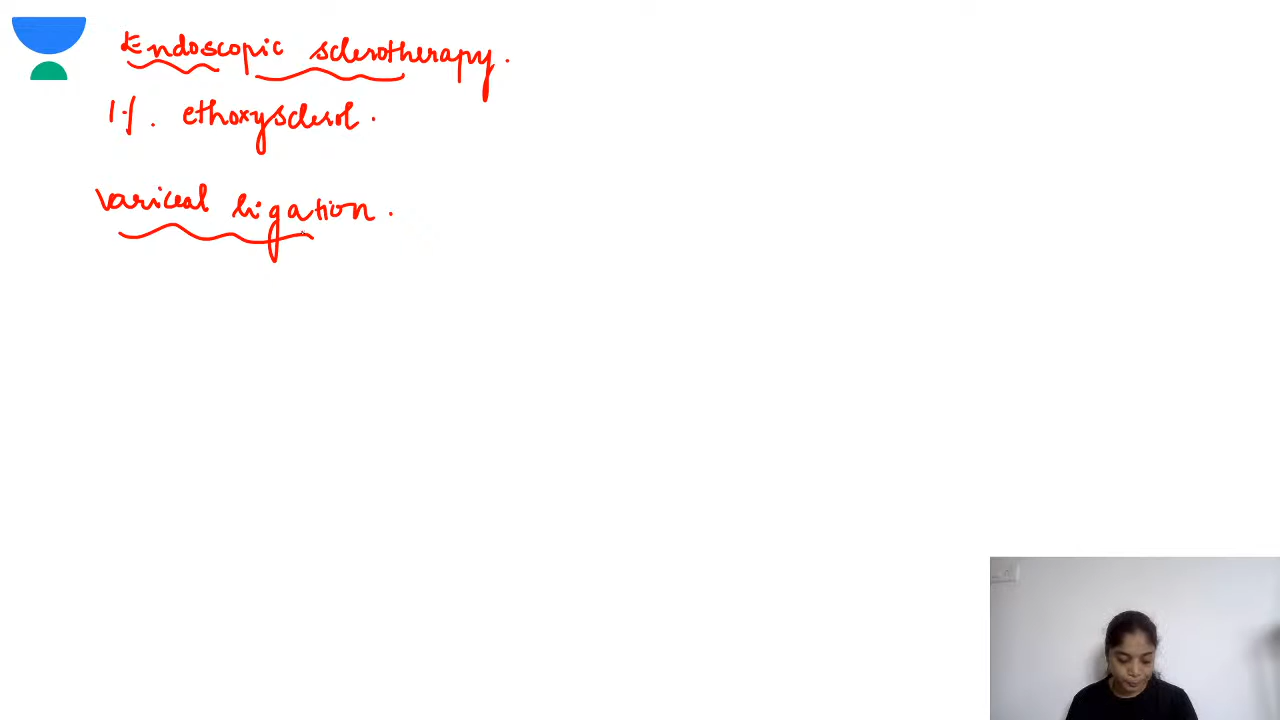 Endoscopic sclerotherapy.
1%. ethoxysclerol.
Variceal ligation.